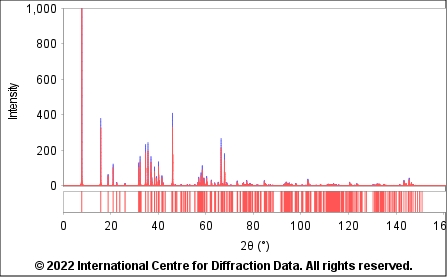 1,000
800
600
400
200
0
Intensity
0 20 40 60 80 100 120 140 16
2θ (°)
© 2022 International Centre for Diffraction Data. All rights reserved.